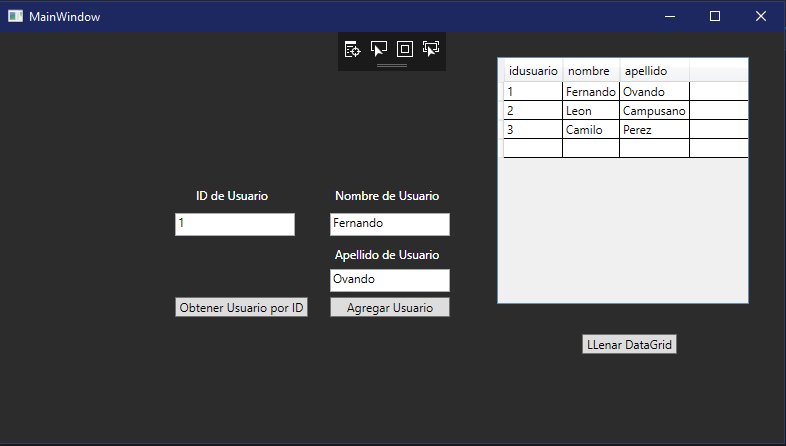 MainWindow
idusuario nombre apellido
1 Fernando Ovando
2 Leon Campusano
3 Camilo Perez
ID de Usuario Nombre de Usuario
1 Fernando
Apellido de Usuario
Ovando
Obtener Usuario por ID Agregar Usuario
LLenar DataGrid